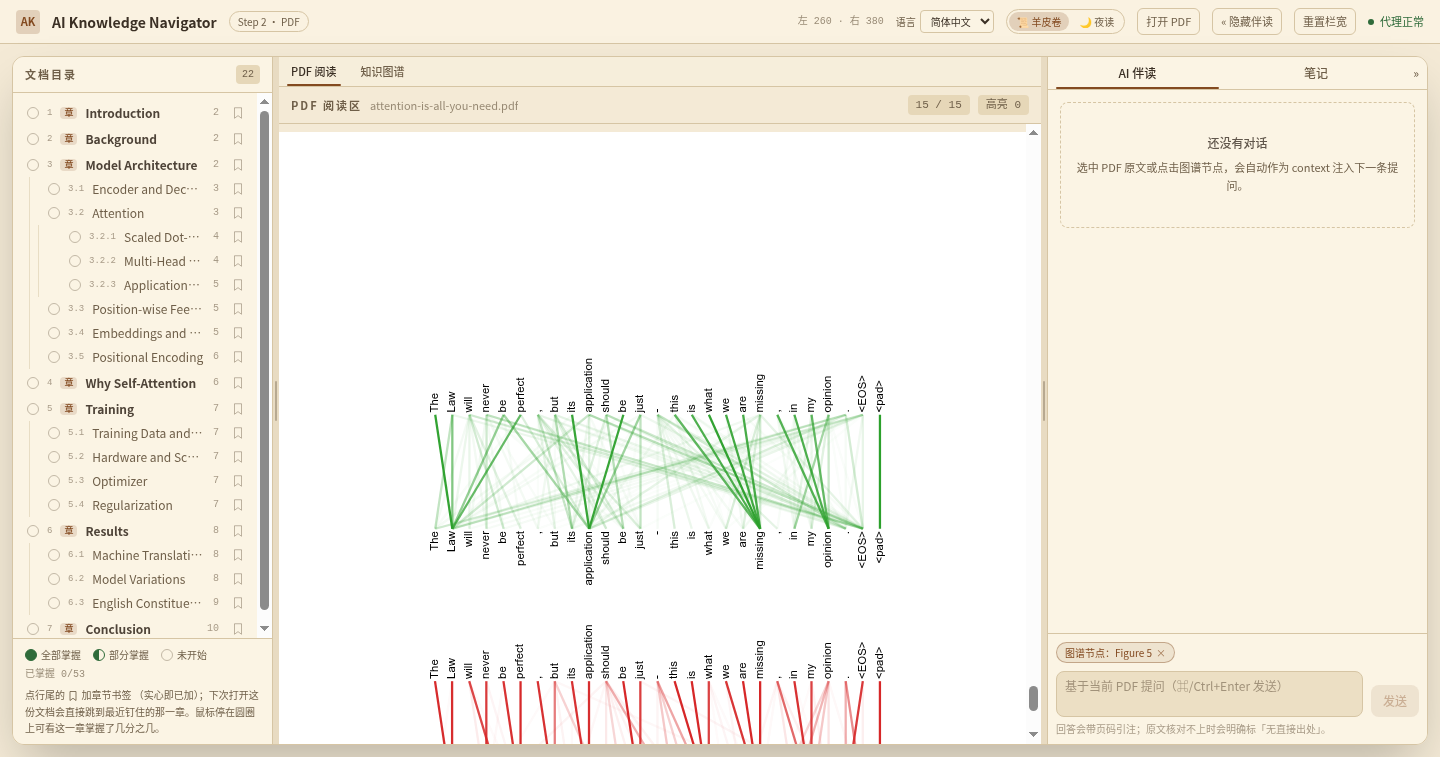 AK AI Knowledge Navigator Step 2 · PDF 左 260 · 右 380 语言 简体中文 📜 羊皮卷 🌙 夜读 打开 PDF « 隐藏伴读 重置栏宽 代理正常
文档目录 22
1 章 Introduction 2
2 章 Background 2
3 章 Model Architecture 2
3.1 Encoder and Dec··· 3
3.2 Attention 3
3.2.1 Scaled Dot-··· 4
3.2.2 Multi-Head ··· 4
3.2.3 Application··· 5
3.3 Position-wise Fee··· 5
3.4 Embeddings and ··· 5
3.5 Positional Encoding 6
4 章 Why Self-Attention 6
5 章 Training 7
5.1 Training Data and··· 7
5.2 Hardware and Sc··· 7
5.3 Optimizer 7
5.4 Regularization 7
6 章 Results 8
6.1 Machine Translati··· 8
6.2 Model Variations 8
6.3 English Constitue··· 9
7 章 Conclusion 10
全部掌握 部分掌握 未开始
已掌握 0/53
点行尾的 口 加章节书签 (实心即已加); 下次打开这
份文档会直接跳到最近钉住的那一章。鼠标停在圆圈
上可看这一章掌握了几分之几。
PDF 阅读 知识图谱
PDF 阅读区 attention-is-all-you-need.pdf 15 / 15 高亮 0
The Law will never be perfect , but its application should be just - this is what we are missing , in my opinion . <EOS> <pad>
The Law will never be perfect , but its application should be just - this is what we are missing , in my opinion . <EOS> <pad>
The Law will never be perfect , but its application should be just - this is what we are missing , in my opinion . <EOS> <pad>
AI 伴读 笔记 »
还没有对话
选中 PDF 原文或点击图谱节点，会自动作为 context 注入下一条提
问。
图谱节点：Figure 5 ×
基于当前 PDF 提问（⌘/Ctrl+Enter 发送） 发送
回答会带页码引注；原文核对不上时会明确标「无直接出处」。